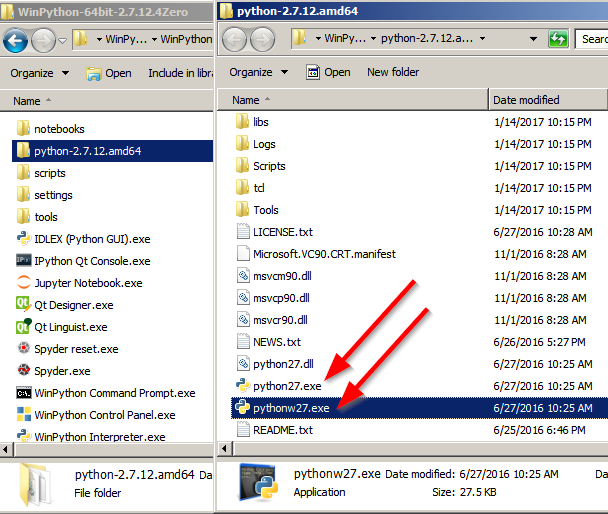 WinPython-64bit-2.7.12.4Zero
WinPy... WinPython
Organize Open Include in libra
Name
notebooks
python-2.7.12.amd64
scripts
settings
tools
IDLEX (Python GUI).exe
IPython Qt Console.exe
Jupyter Notebook.exe
Qt Designer.exe
Qt Linguist.exe
Spyder reset.exe
Spyder.exe
WinPython Command Prompt.exe
WinPython Control Panel.exe
WinPython Interpreter.exe
python-2.7.12.amd64 Da
File folder
python-2.7.12.amd64
WinPy... python-2.7.12.a... Searc
Organize Open New folder
Name Date modified
libs 1/14/2017 10:15 PM
Logs 1/14/2017 10:15 PM
Scripts 1/14/2017 10:15 PM
tcl 1/14/2017 10:15 PM
Tools 1/14/2017 10:15 PM
LICENSE.txt 6/27/2016 10:28 AM
Microsoft.VC90.CRT.manifest 11/1/2016 8:28 AM
msvcm90.dll 11/1/2016 8:28 AM
msvcp90.dll 11/1/2016 8:28 AM
msvcr90.dll 11/1/2016 8:28 AM
NEWS.txt 6/26/2016 5:27 PM
python27.dll 6/27/2016 10:25 AM
python27.exe 6/27/2016 10:25 AM
pythonw27.exe 6/27/2016 10:25 AM
README.txt 6/25/2016 6:46 PM
pythonw27.exe Date modified: 6/27/2016 10:25 AM Da
Application Size: 27.5 KB